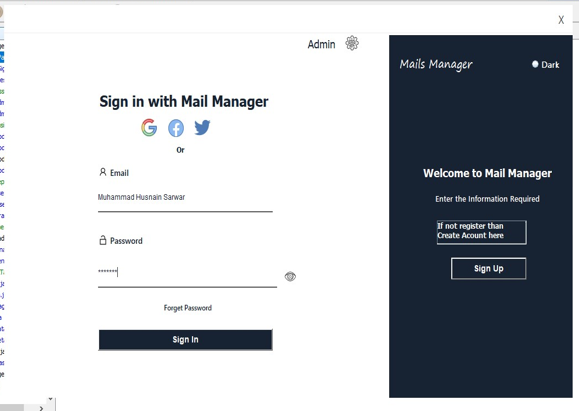 X
Admin
Sign in with Mail Manager
Or
Email
Muhammad Husnain Sarwar
Password
*******
Forget Password
Sign In
Mails Manager
Dark
Welcome to Mail Manager
Enter the Information Required
If not register than
Create Acount here
Sign Up